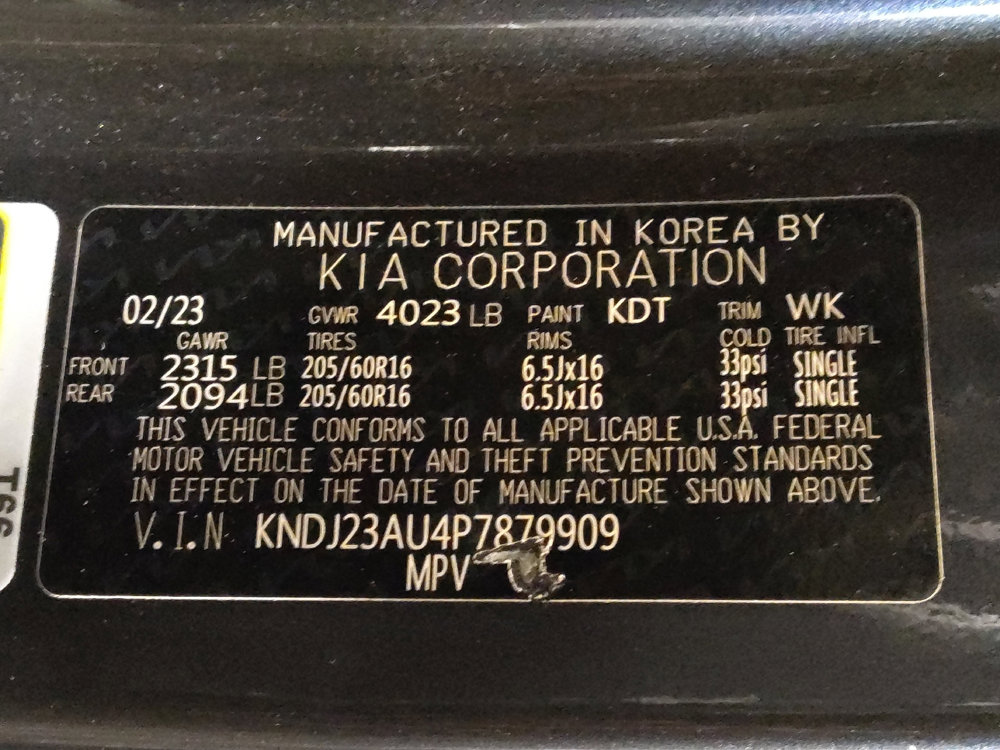 MANUFACTURED IN KOREA BY
KIA CORPORATION
02/23 GVWR 4023 LB PAINT KDT TRIM WK
GAWR TIRES RIMS COLD TIRE INFL
FRONT 2315 LB 205/60R16 6.5Jx16 33psi SINGLE
REAR 2094 LB 205/60R16 6.5Jx16 33psi SINGLE
THIS VEHICLE CONFORMS TO ALL APPLICABLE U.S.A. FEDERAL
MOTOR VEHICLE SAFETY AND THEFT PREVENTION STANDARDS
IN EFFECT ON THE DATE OF MANUFACTURE SHOWN ABOVE.
V.I.N KNDJ23AU4P7879909
MPV